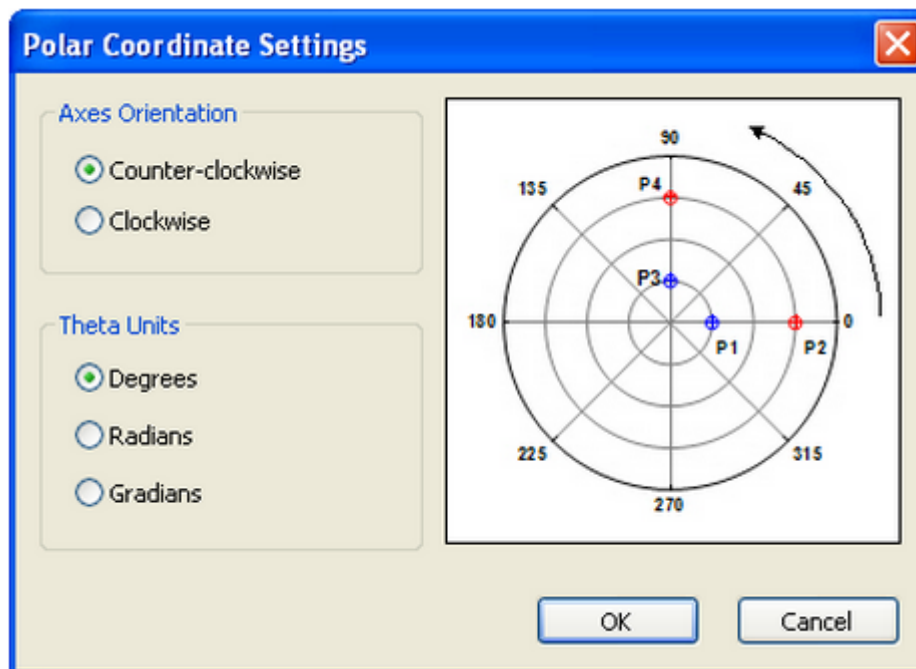 Polar Coordinate Settings
Axes Orientation
Counter-clockwise
Clockwise
Theta Units
Degrees
Radians
Gradians
90
135
P4
45
P3
180
0
P1
P2
225
315
270
OK
Cancel